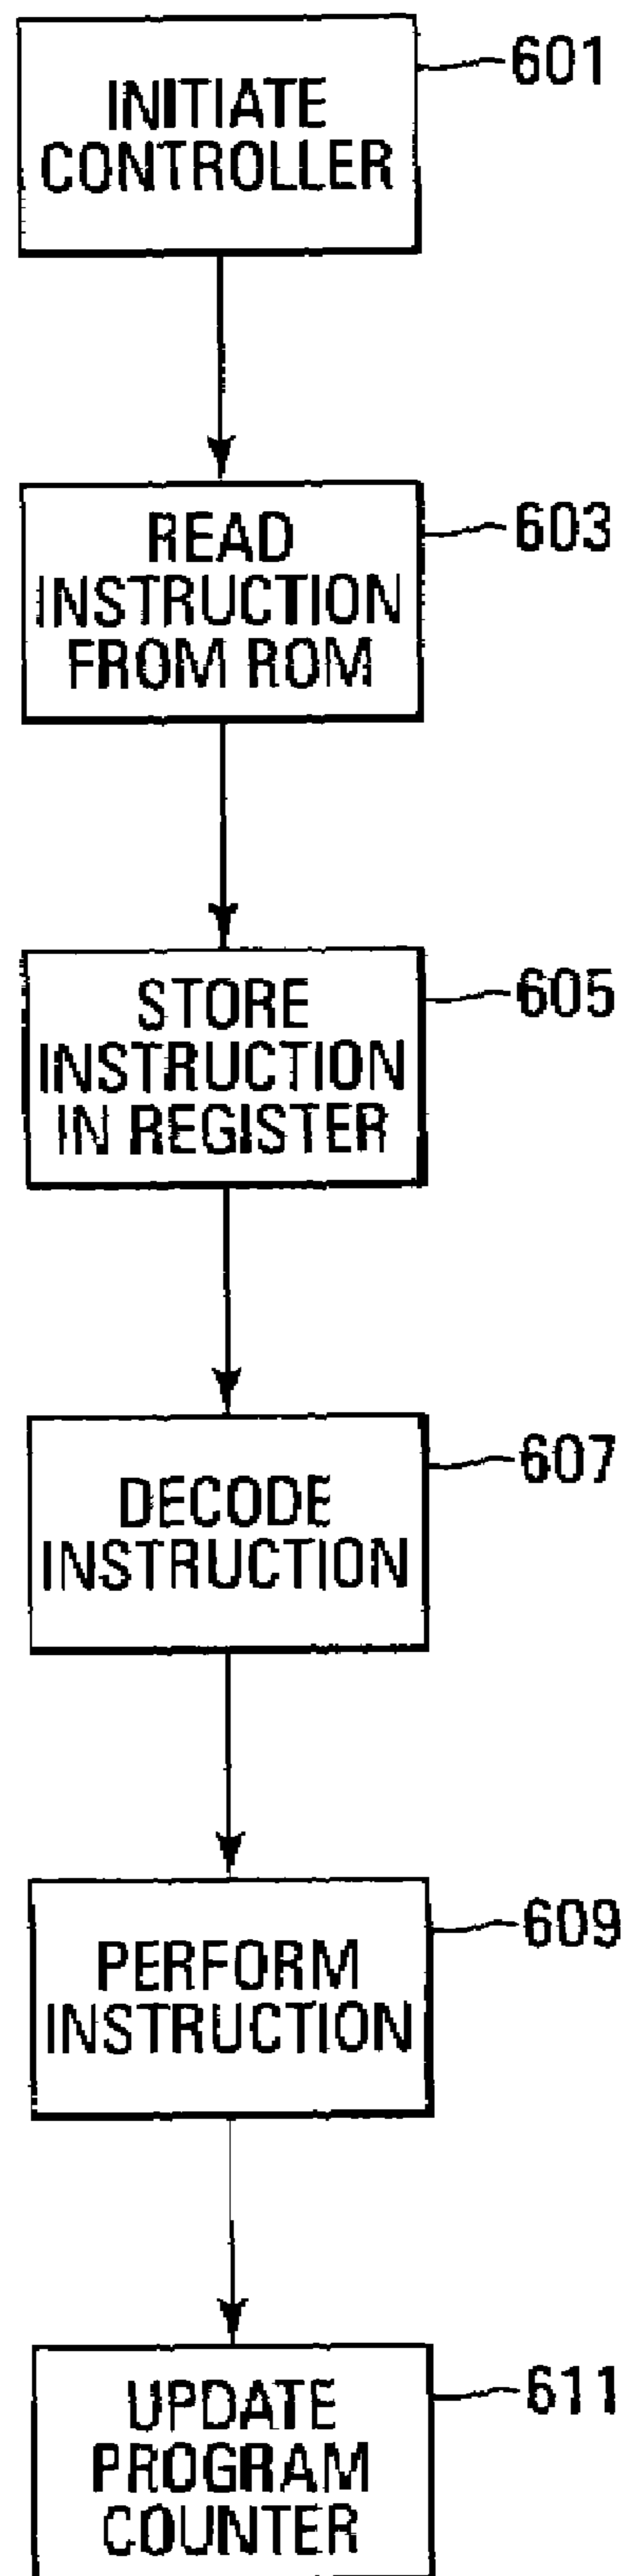 INITIATE
CONTROLLER
601
READ
INSTRUCTION
FROM ROM
603
STORE
INSTRUCTION
IN REGISTER
605
DECODE
INSTRUCTION
607
PERFORM
INSTRUCTION
609
UPDATE
PROGRAM
COUNTER
611